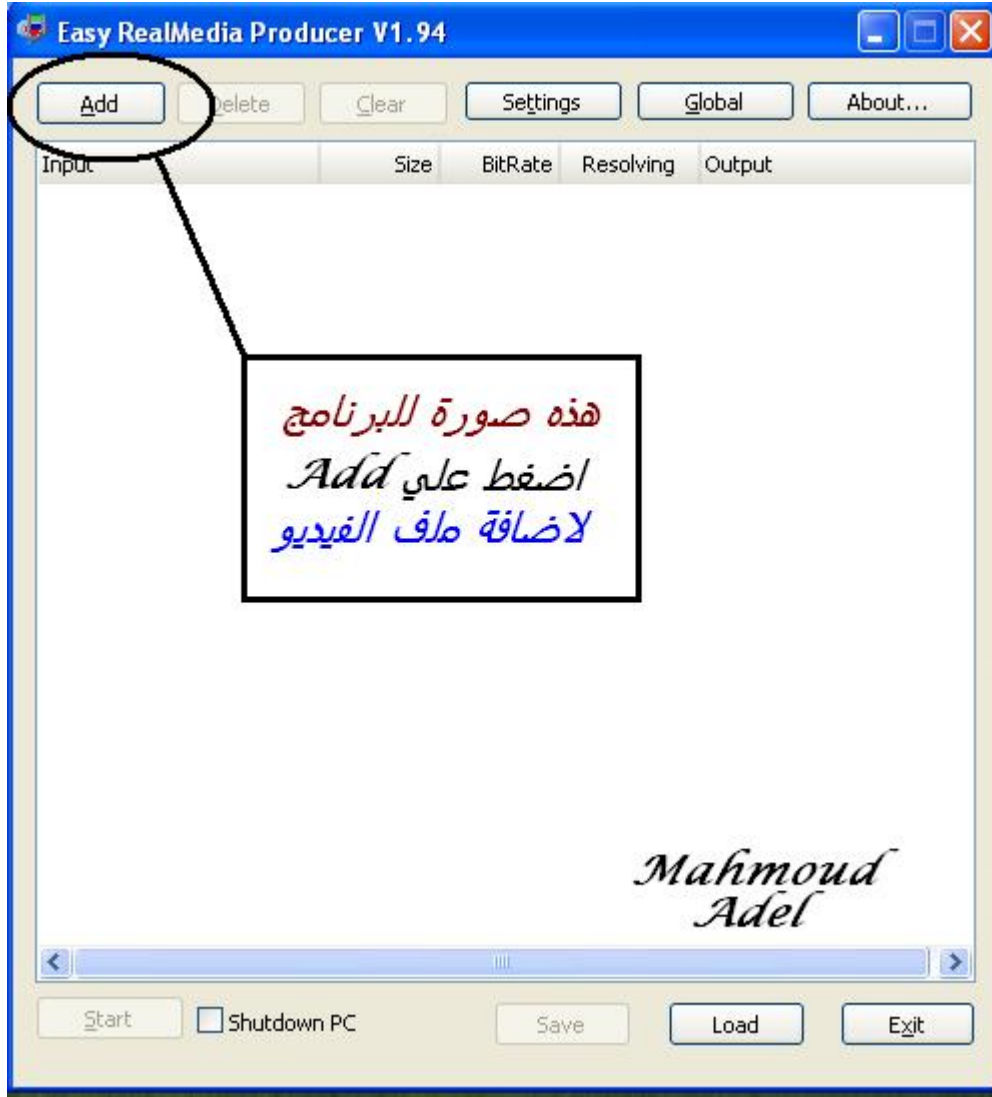 Easy RealMedia Producer V1.94
Add Delete Clear Settings Global About...
Input Size BitRate Resolving Output
هذه صورة للبرنامج
اضغط علي Add
لاضافة ملف الفيديو
Mahmoud
Adel
Start Shutdown PC Save Load Exit